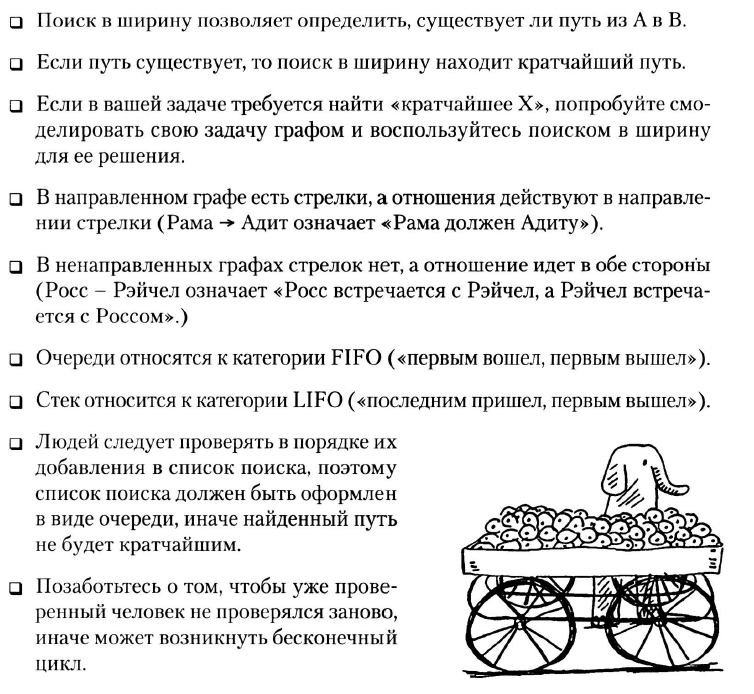 ❑ Поиск в ширину позволяет определить, существует ли путь из A в B.
❑ Если путь существует, то поиск в ширину находит кратчайший путь.
❑ Если в вашей задаче требуется найти «кратчайшее X», попробуйте смо-
делировать свою задачу графом и воспользуйтесь поиском в ширину
для ее решения.
❑ В направленном графе есть стрелки, а отношения действуют в направле-
нии стрелки (Рама → Адит означает «Рама должен Адиту»).
❑ В ненаправленных графах стрелок нет, а отношение идет в обе стороны
(Росс – Рэйчел означает «Росс встречается с Рэйчел, а Рэйчел встреча-
ется с Россом».)
❑ Очереди относятся к категории FIFO («первым вошел, первым вышел»).
❑ Стек относится к категории LIFO («последним пришел, первым вышел»).
❑ Людей следует проверять в порядке их
добавления в список поиска, поэтому
список поиска должен быть оформлен
в виде очереди, иначе найденный путь
не будет кратчайшим.
❑ Позаботьтесь о том, чтобы уже прове-
ренный человек не проверялся заново,
иначе может возникнуть бесконечный
цикл.